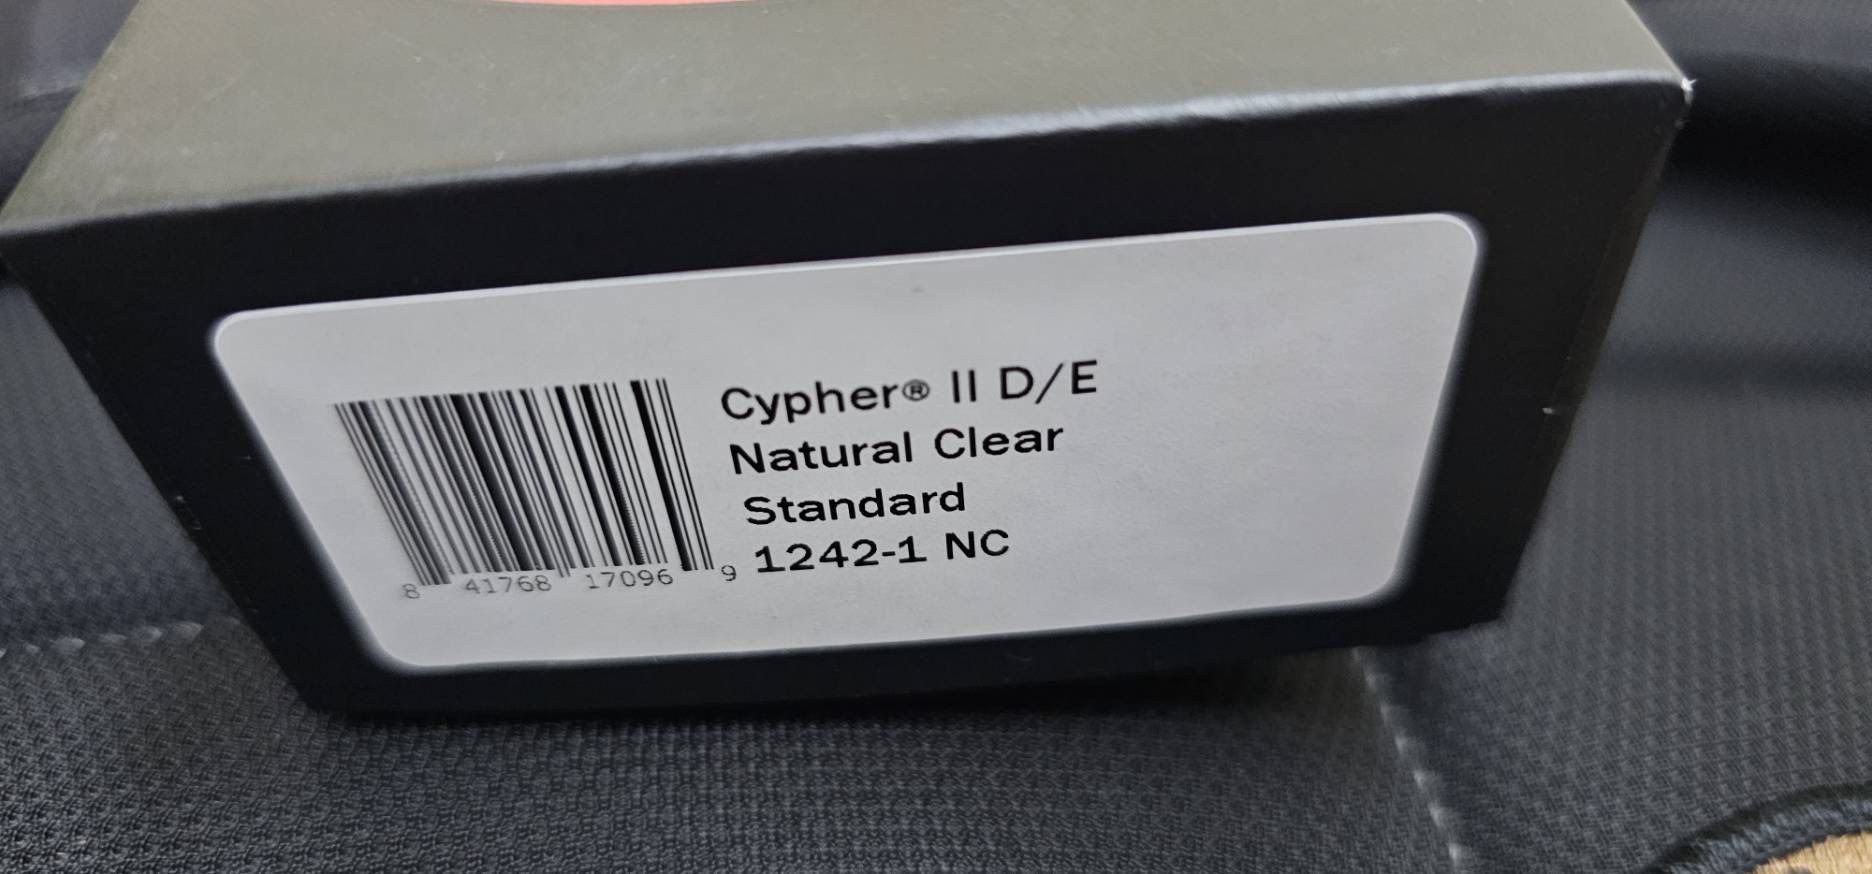 Cypher® II D/E
Natural Clear
Standard
1242-1 NC
8 41768 17096 9